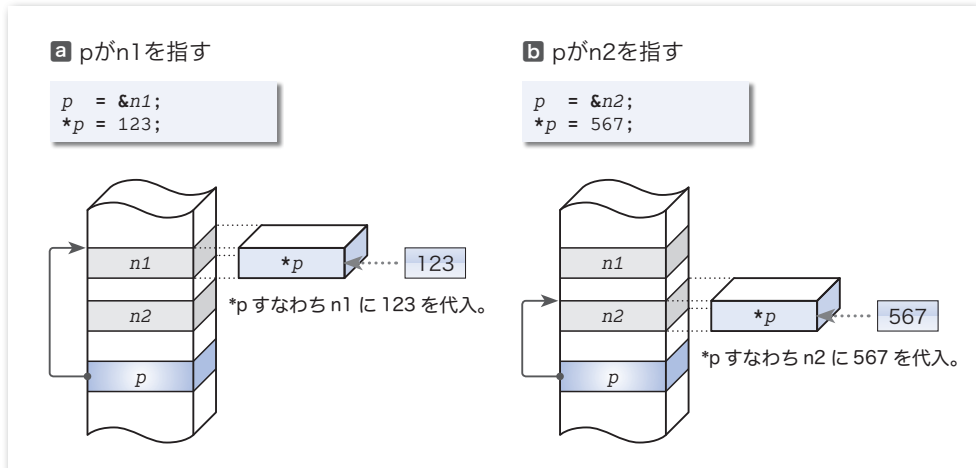 a pがn1を指す
p = &n1;
*p = 123;
n1
n2
p
*p
123
*p すなわち n1 に 123 を代入。
b pがn2を指す
p = &n2;
*p = 567;
n1
n2
p
*p
567
*p すなわち n2 に 567 を代入。